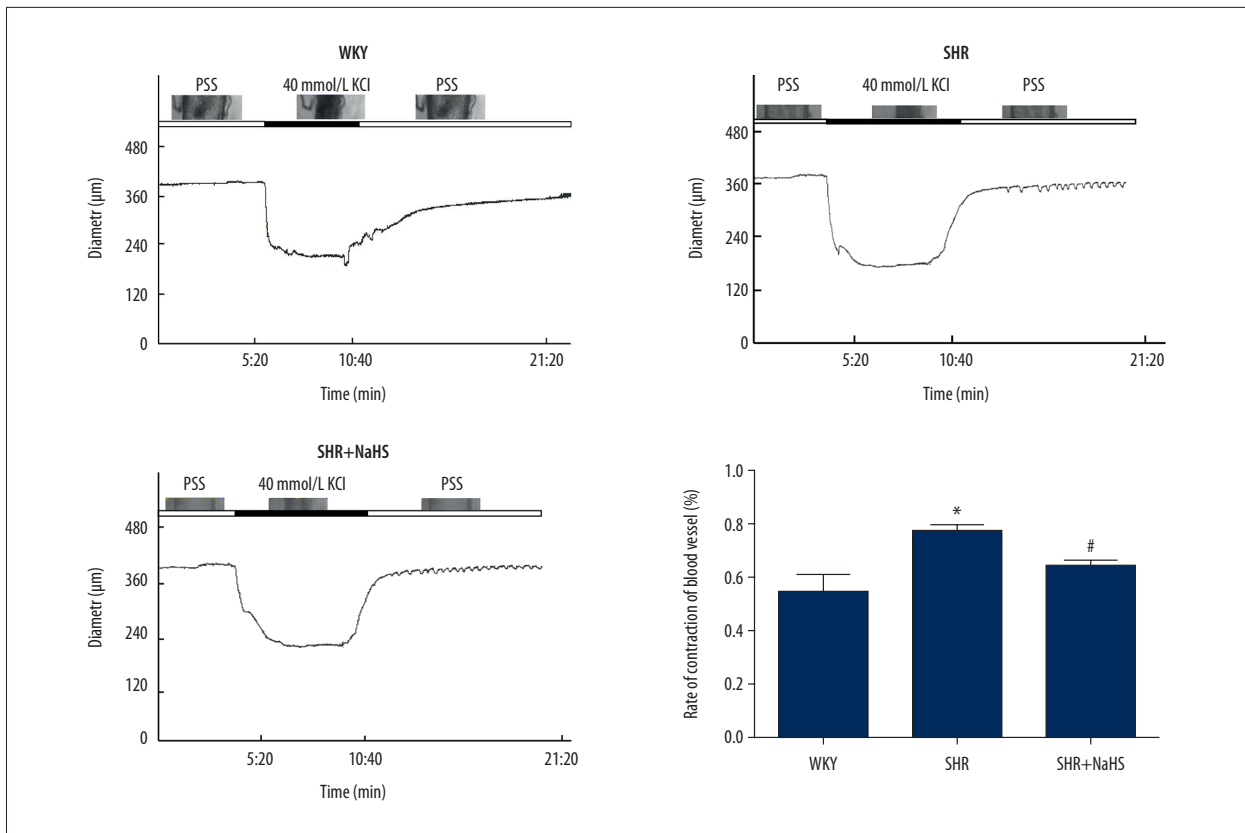 WKY
PSS 40 mmol/L KCl PSS
480
360
240
120
0
Diametr (µm)
5:20 10:40 21:20
Time (min)
SHR
PSS 40 mmol/L KCl PSS
480
360
240
120
0
Diametr (µm)
5:20 10:40 21:20
Time (min)
SHR+NaHS
PSS 40 mmol/L KCl PSS
480
360
240
120
0
Diametr (µm)
5:20 10:40 21:20
Time (min)
1.0
0.8
0.6
0.4
0.2
0.0
Rate of contraction of blood vessel (%)
*
#
WKY SHR SHR+NaHS